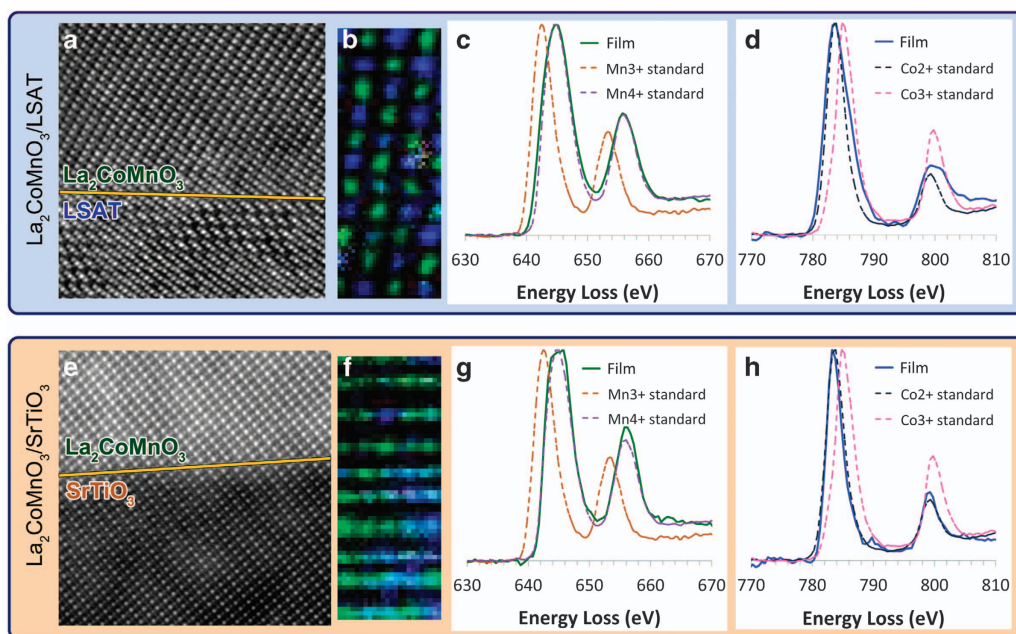 La₂CoMnO₃/LSAT
a
La₂CoMnO₃
LSAT
b
c
Film
Mn3+ standard
Mn4+ standard
630 640 650 660 670
Energy Loss (eV)
d
Film
Co2+ standard
Co3+ standard
770 780 790 800 810
Energy Loss (eV)
La₂CoMnO₃/SrTiO₃
e
La₂CoMnO₃
SrTiO₃
f
g
Film
Mn3+ standard
Mn4+ standard
630 640 650 660 670
Energy Loss (eV)
h
Film
Co2+ standard
Co3+ standard
770 780 790 800 810
Energy Loss (eV)